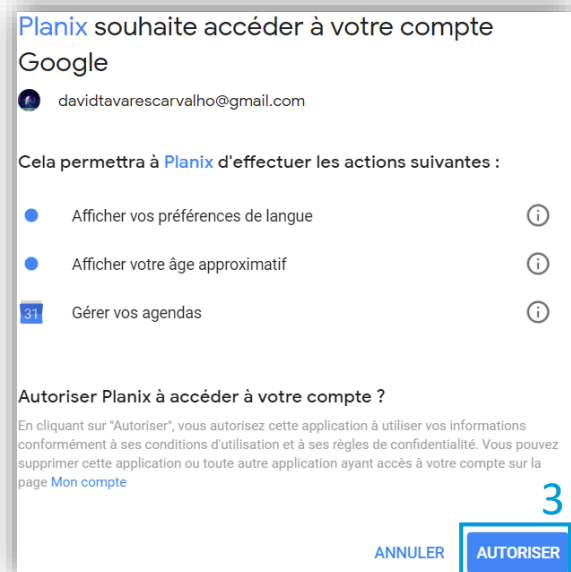 Planix souhaite accéder à votre compte
Google
davidtavarescarvalho@gmail.com
Cela permettra à Planix d'effectuer les actions suivantes :
Afficher vos préférences de langue
Afficher votre âge approximatif
31 Gérer vos agendas
Autoriser Planix à accéder à votre compte ?
En cliquant sur "Autoriser", vous autorisez cette application à utiliser vos informations
conformément à ses conditions d'utilisation et à ses règles de confidentialité. Vous pouvez
supprimer cette application ou toute autre application ayant accès à votre compte sur la
page Mon compte
3
ANNULER AUTORISER